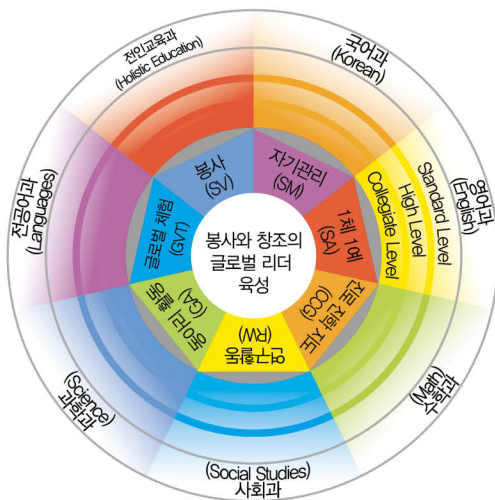 전인교육과
(Holistic Education)
국어과
(Korean)
영어과
(English)
Standard Level
High Level
Collegiate Level
수학과
(Math)
사회과
(Social Studies)
과학과
(Science)
전공어과
(Languages)
봉사
(SV)
자기관리
(SM)
1체 1예
(SA)
진로 진학 지도
(CCG)
연구활동
(RW)
동아리 활동
(CA)
글로벌 체험
(GVT)
봉사와 창조의
글로벌 리더
육성